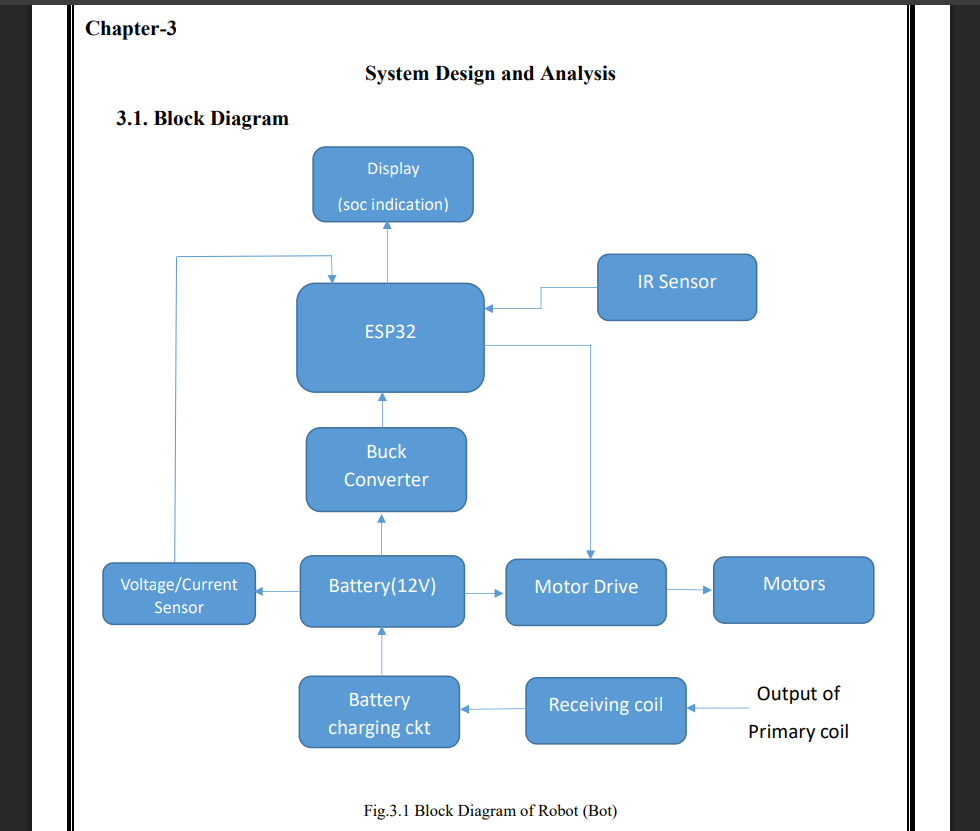 Chapter-3
System Design and Analysis
3.1. Block Diagram
Display
(soc indication)
IR Sensor
ESP32
Buck
Converter
Voltage/Current
Sensor
Battery(12V)
Motor Drive
Motors
Battery
charging ckt
Receiving coil
Output of
Primary coil
Fig.3.1 Block Diagram of Robot (Bot)